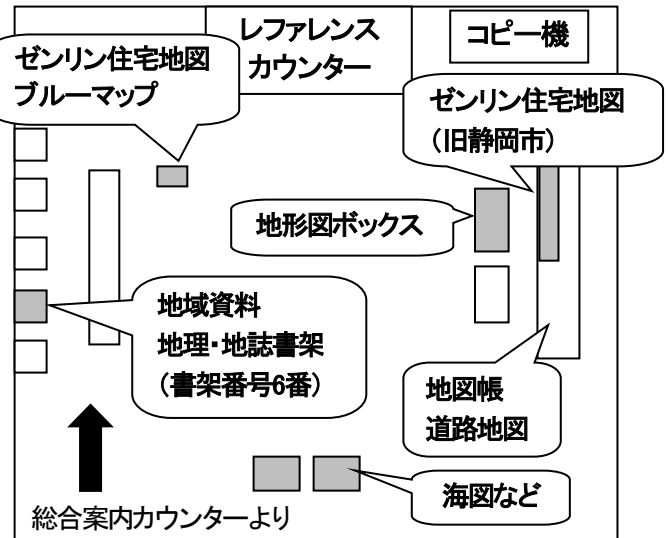 レファレンス
カウンター
コピー機
ゼンリン住宅地図
ブルーマップ
ゼンリン住宅地図
（旧静岡市）
地形図ボックス
地域資料
地理・地誌書架
（書架番号6番）
地図帳
道路地図
海図など
総合案内カウンターより